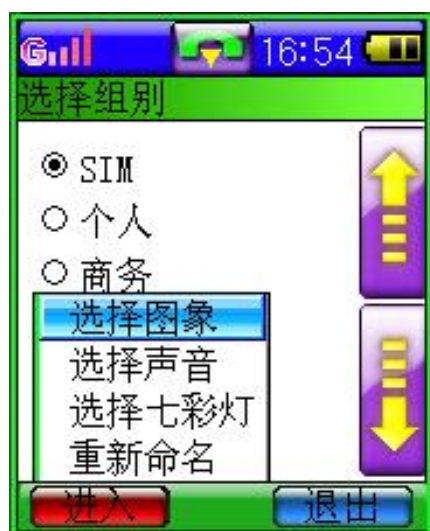 G 16:54
选择组别
SIM
个人
商务
选择图象
选择声音
选择七彩灯
重新命名
进入 退出